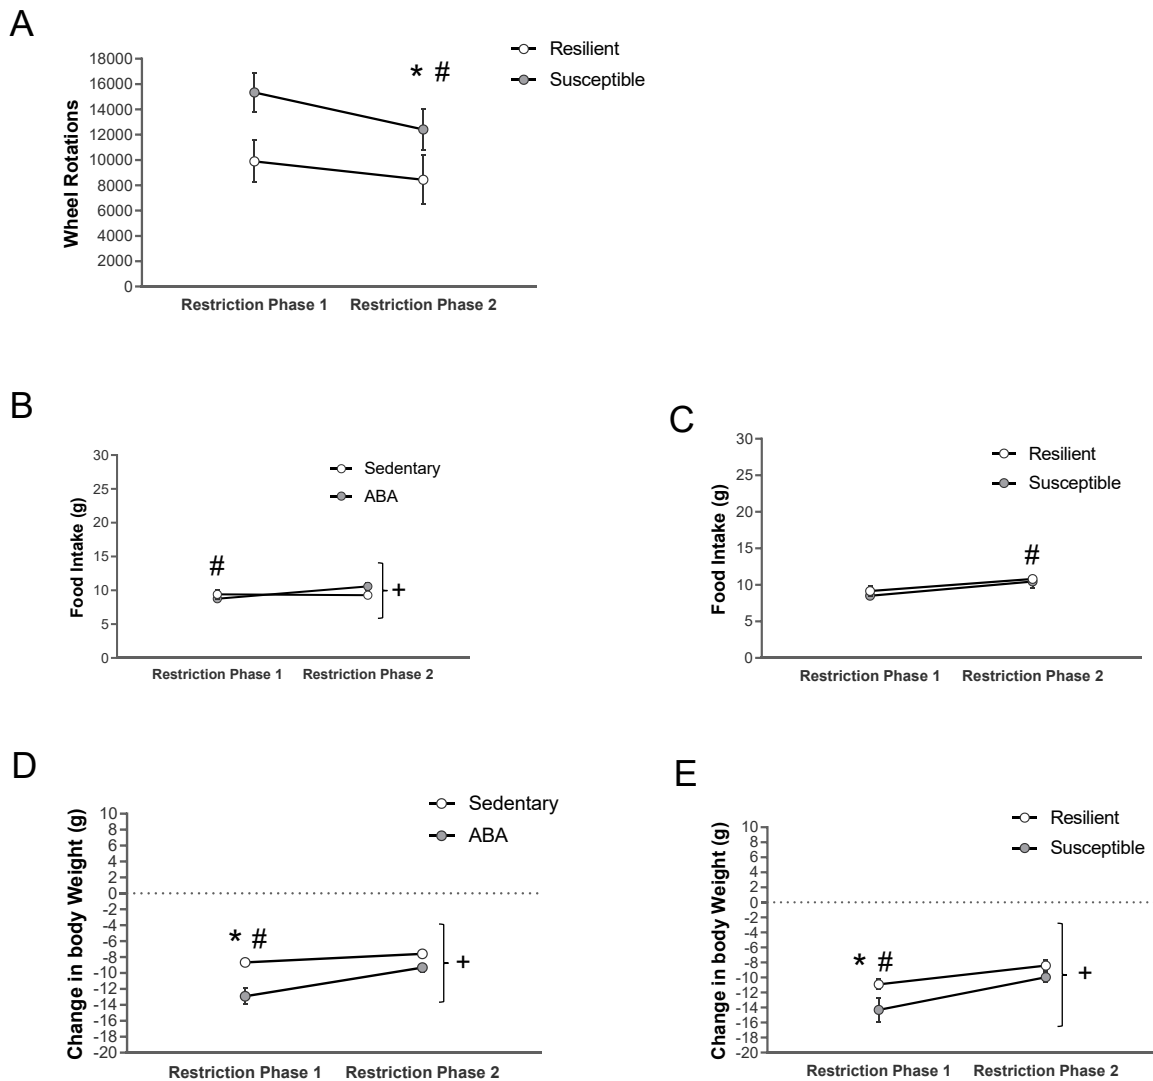 A
Resilient
Susceptible
* #
Wheel Rotations
18000
16000
14000
12000
10000
8000
6000
4000
2000
0
Restriction Phase 1 Restriction Phase 2
B
Sedentary
ABA
Food Intake (g)
30
25
20
15
10
5
0
#
+
Restriction Phase 1 Restriction Phase 2
C
Resilient
Susceptible
Food Intake (g)
30
25
20
15
10
5
0
#
Restriction Phase 1 Restriction Phase 2
D
Sedentary
ABA
Change in body Weight (g)
10
8
6
4
2
0
-2
-4
-6
-8
-10
-12
-14
-16
-18
-20
* #
+
Restriction Phase 1 Restriction Phase 2
E
Resilient
Susceptible
Change in body Weight (g)
10
8
6
4
2
0
-2
-4
-6
-8
-10
-12
-14
-16
-18
-20
* #
+
Restriction Phase 1 Restriction Phase 2